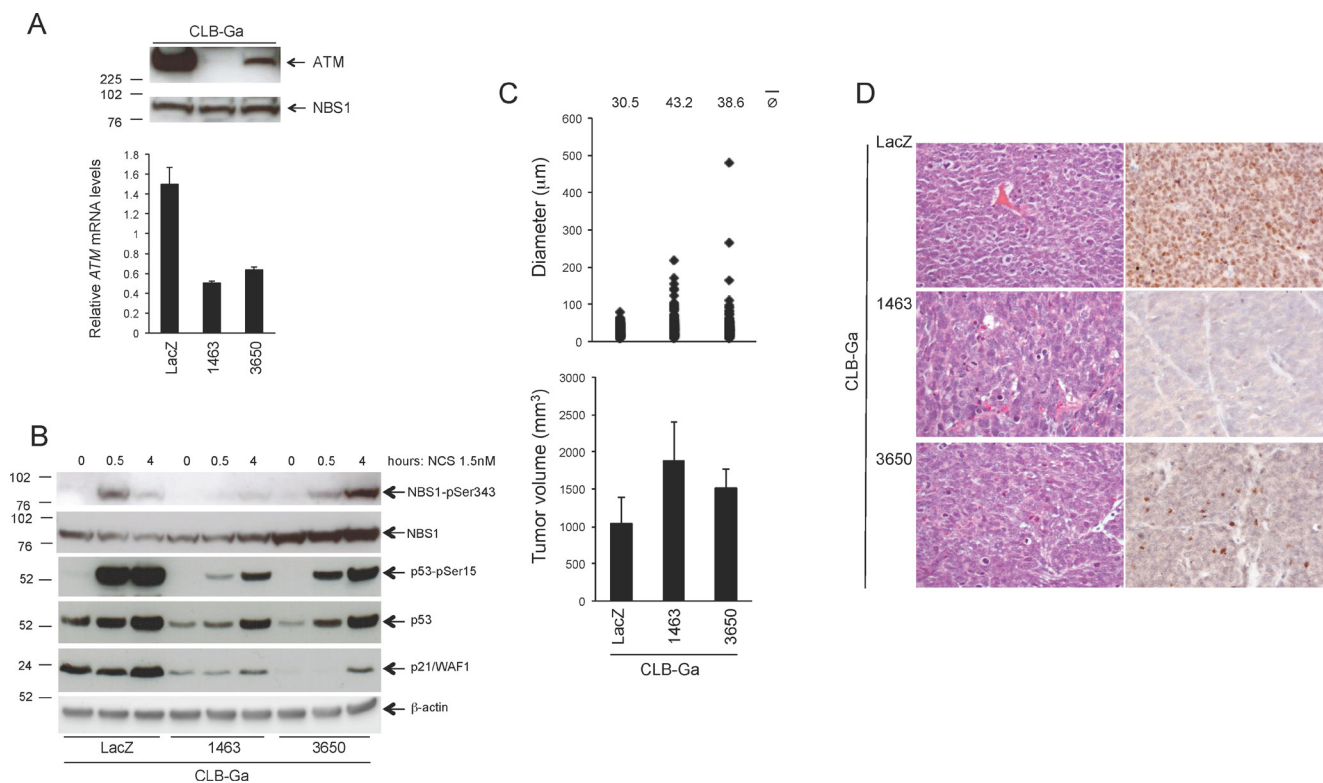 A
CLB-Ga
ATM
225
102
NBS1
76
Relative ATM mRNA levels
1.8
1.6
1.4
1.2
1
0.8
0.6
0.4
0.2
0
LacZ
1463
3650
B
0 0.5 4 0 0.5 4 0 0.5 4 hours: NCS 1.5nM
102
NBS1-pSer343
76
102
NBS1
76
p53-pSer15
52
p53
52
24
p21/WAF1
52
β-actin
LacZ 1463 3650
CLB-Ga
C
30.5 43.2 38.6 ∅
Diameter (µm)
600
500
400
300
200
100
0
Tumor volume (mm³)
3000
2500
2000
1500
1000
500
0
LacZ
1463
3650
CLB-Ga
D
LacZ
1463
3650
CLB-Ga